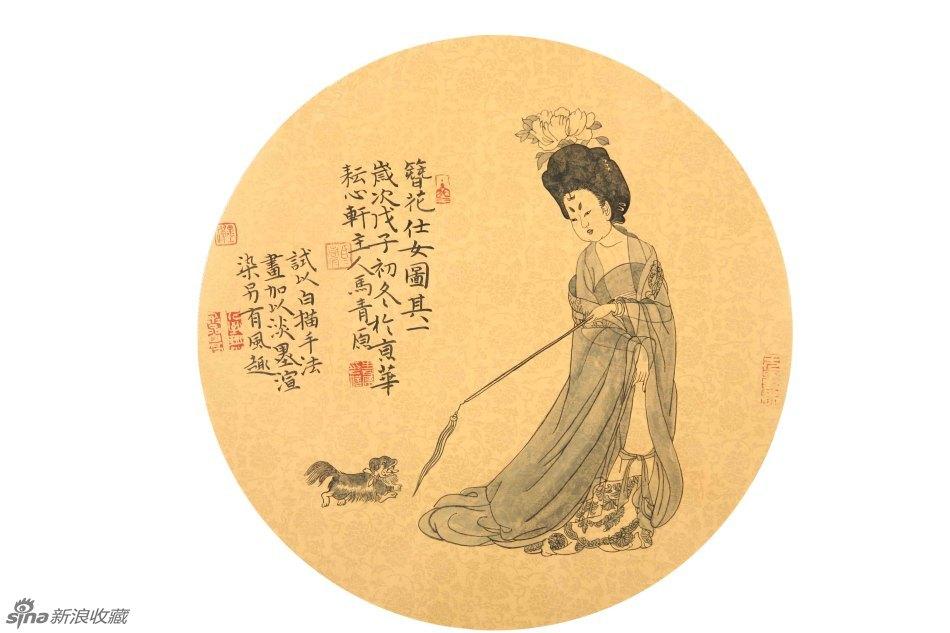 簪花仕女圖其
歲次戊子初冬於京華
耘心軒主人馬青原
試以白描手法
畫加以淡墨渲
染另有風趣
sina新浪收藏